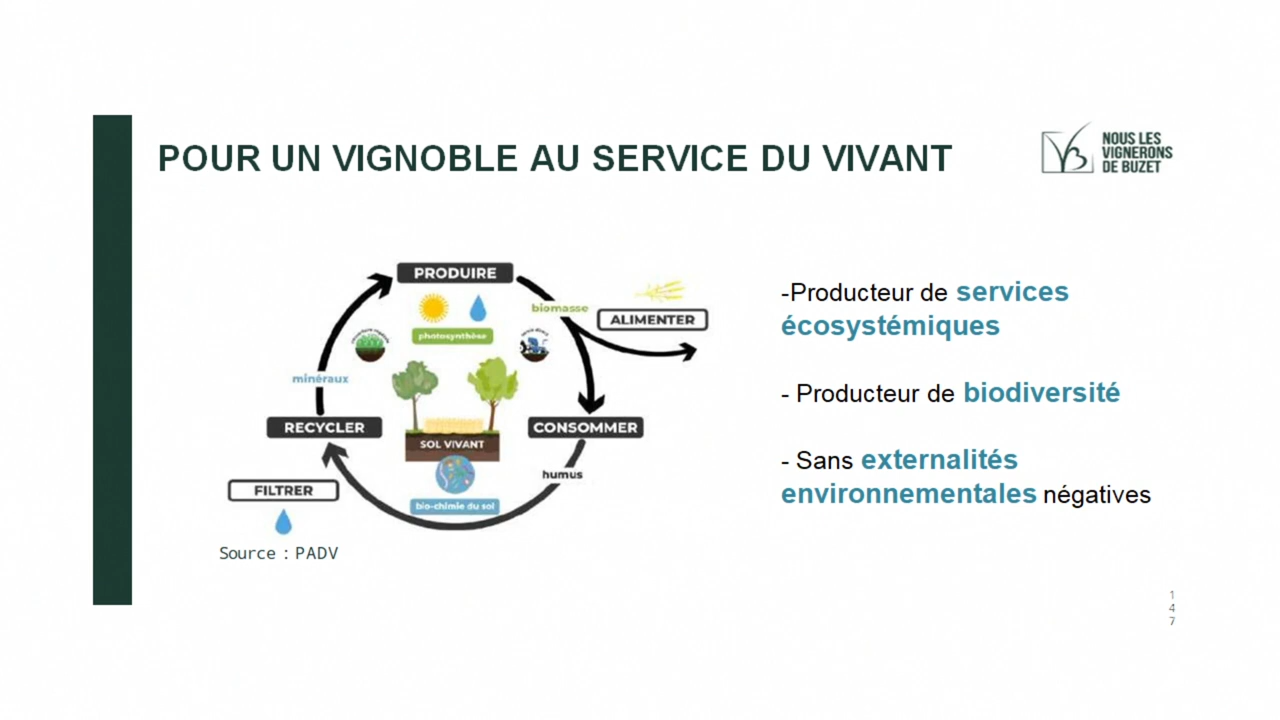 POUR UN VIGNOBLE AU SERVICE DU VIVANT
NOUS LES
VIGNERONS
DE BUZET
PRODUIRE
biomasse
ALIMENTER
photosynthèse
minéraux
RECYCLER
CONSOMMER
SOL VIVANT
humus
FILTRER
bio-chimie du sol
Source : PADV
-Producteur de services
écosystémiques
- Producteur de biodiversité
- Sans externalités
environnementales négatives
1
4
7